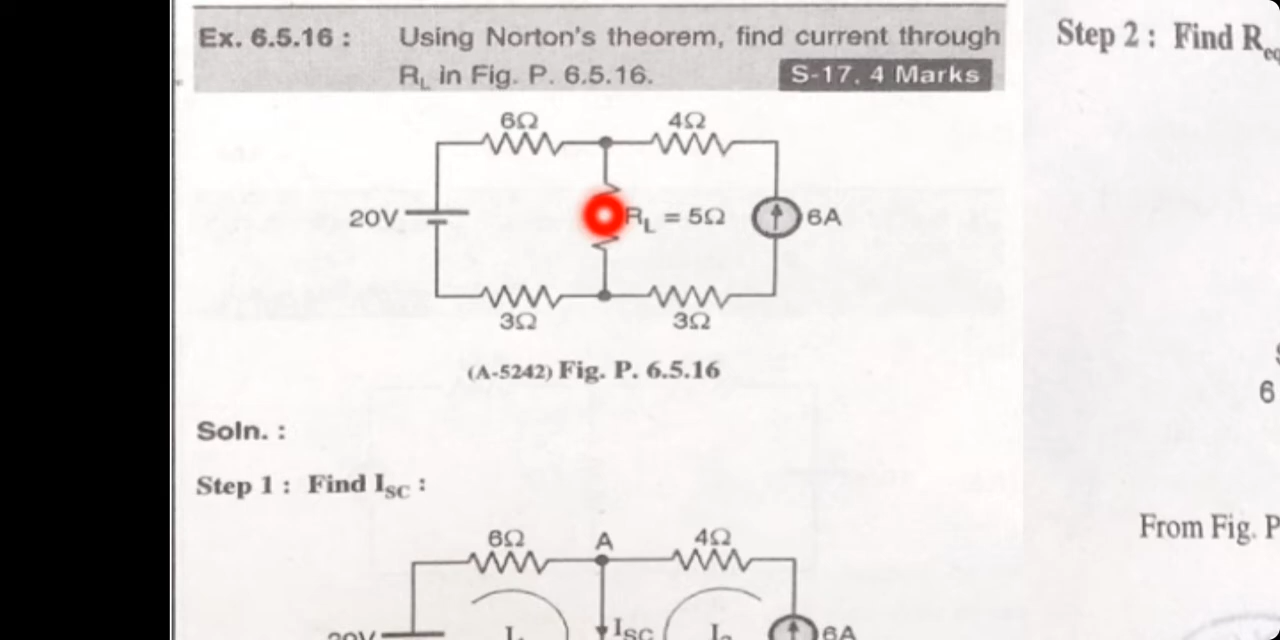 Ex. 6.5.16 : Using Norton's theorem, find current through
R_L in Fig. P. 6.5.16. S-17, 4 Marks
6Ω 4Ω
20V R_L = 5Ω 6A
3Ω 3Ω
(A-5242) Fig. P. 6.5.16
Soln. :
Step 1 : Find I_SC :
6Ω A 4Ω
20V I_SC 6A
Step 2 : Find R_eq
6
From Fig. P